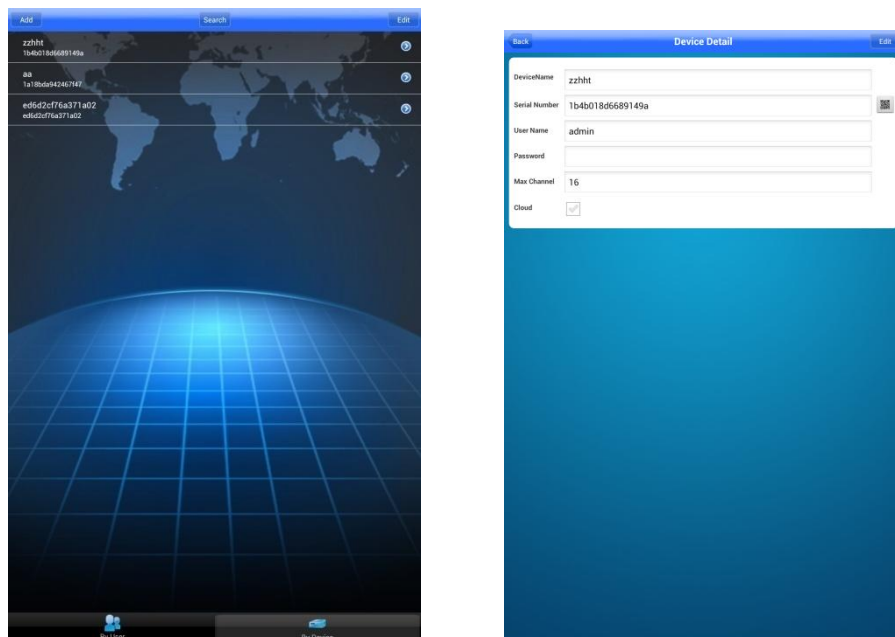 Add
Search
Edit
zzhht
1b4b018d6689149a
aa
1a18bda942467f47
ed6d2cf76a371a02
ed6d2cf76a371a02
By User
By Device
Back
Device Detail
Edit
DeviceName
zzhht
Serial Number
1b4b018d6689149a
User Name
admin
Password
Max Channel
16
Cloud